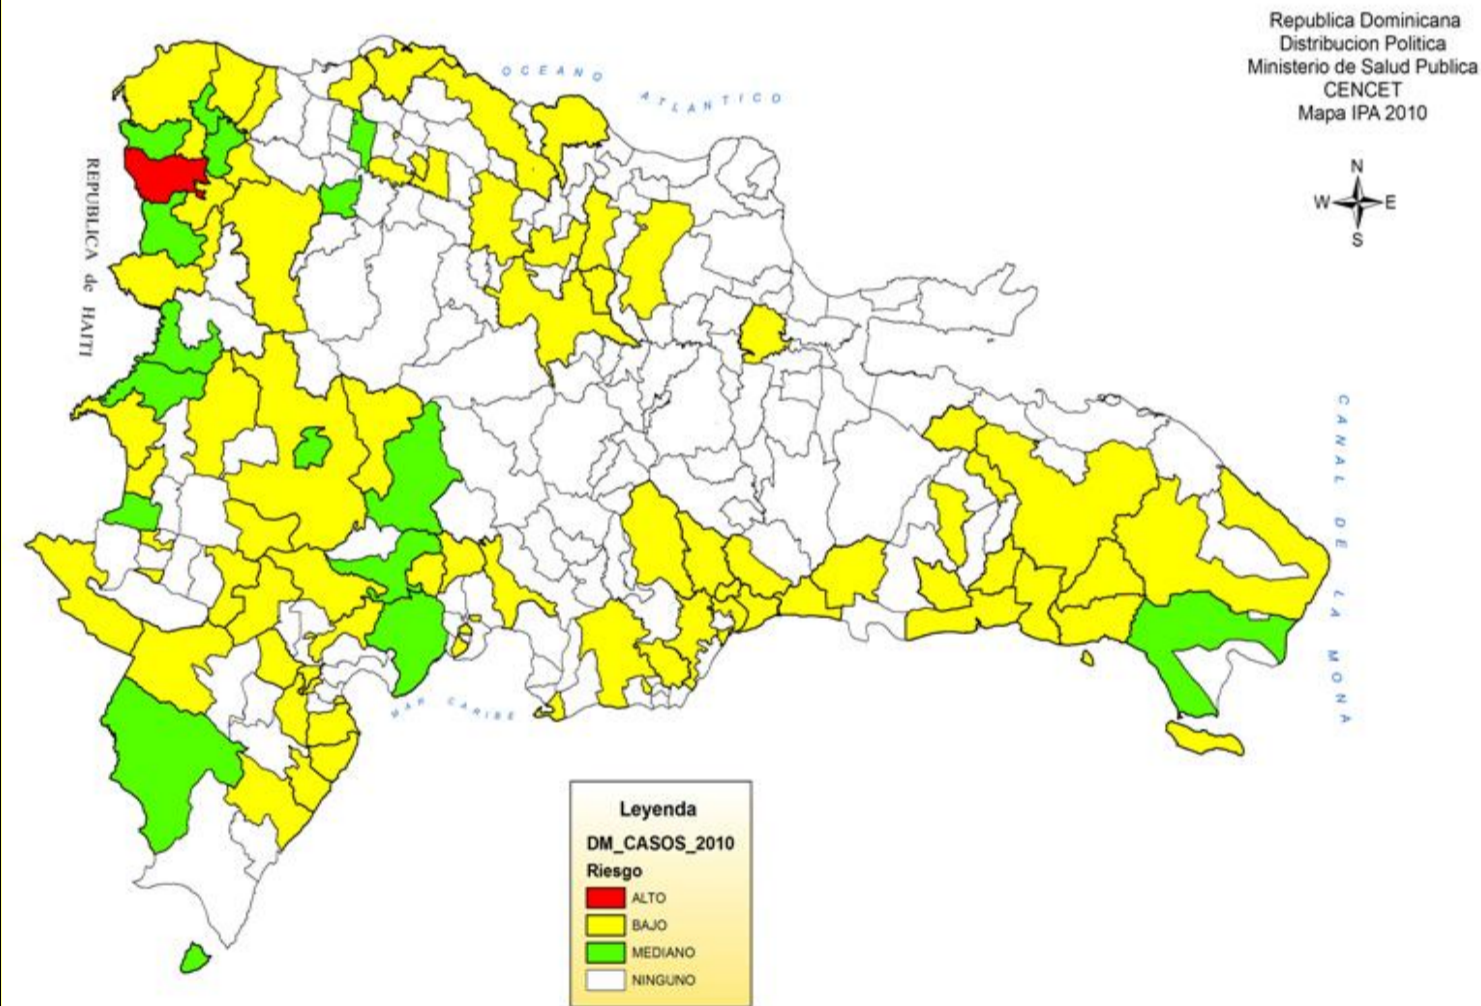 Republica Dominicana
Distribucion Politica
Ministerio de Salud Publica
CENCET
Mapa IPA 2010
N
W E
S
OCEANO
ATLANTICO
REPUBLICA de HAITI
CANAL DE LA MONA
MAR CARIBE
Leyenda
DM_CASOS_2010
Riesgo
ALTO
BAJO
MEDIANO
NINGUNO